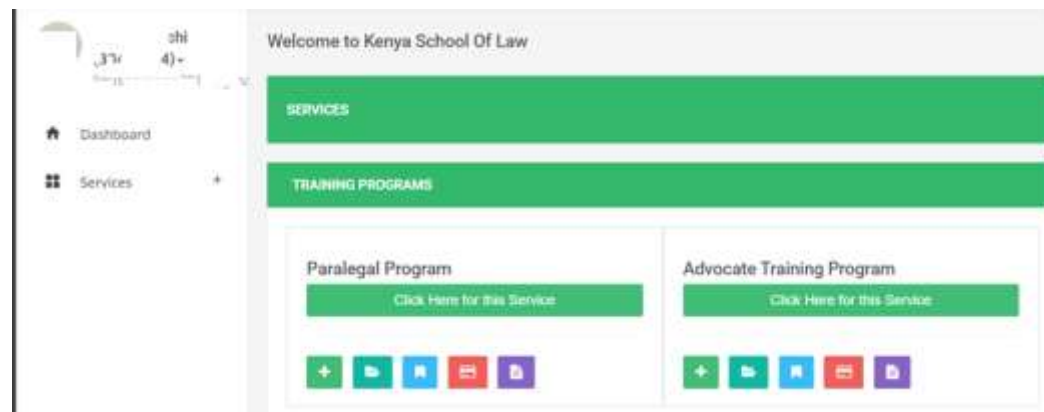 Welcome to Kenya School Of Law
SERVICES
Dashboard
Services +
TRAINING PROGRAMS
Paralegal Program
Click Here for this Service
Advocate Training Program
Click Here for this Service